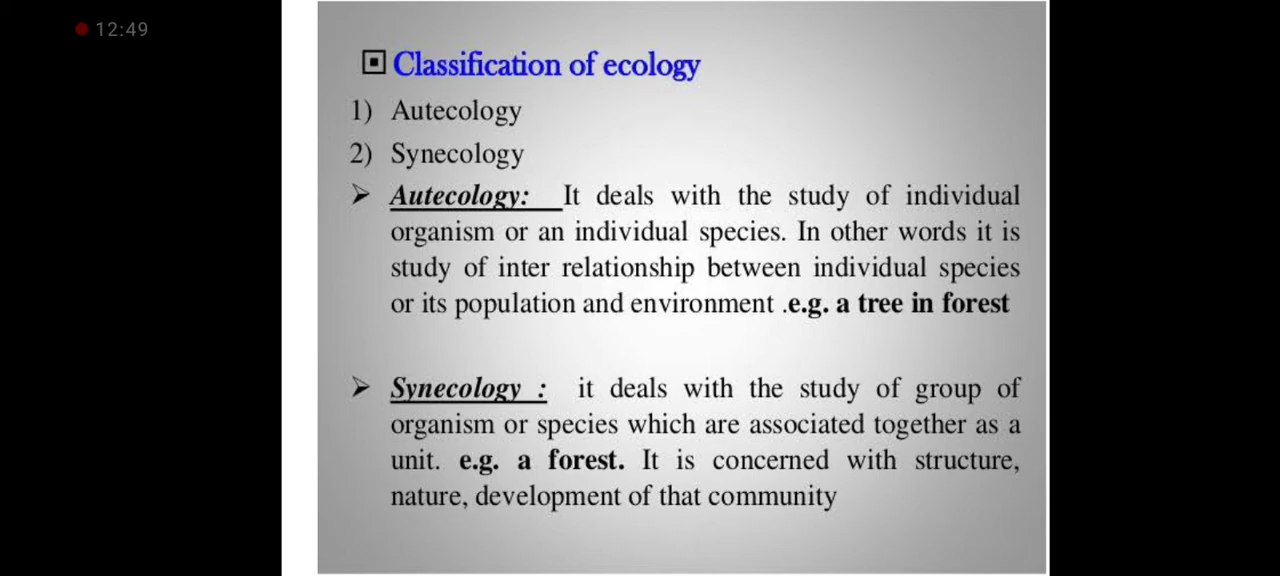 12:49
Classification of ecology
1) Autecology
2) Synecology
➢ Autecology: It deals with the study of individual
organism or an individual species. In other words it is
study of inter relationship between individual species
or its population and environment .e.g. a tree in forest
➢ Synecology : it deals with the study of group of
organism or species which are associated together as a
unit. e.g. a forest. It is concerned with structure,
nature, development of that community